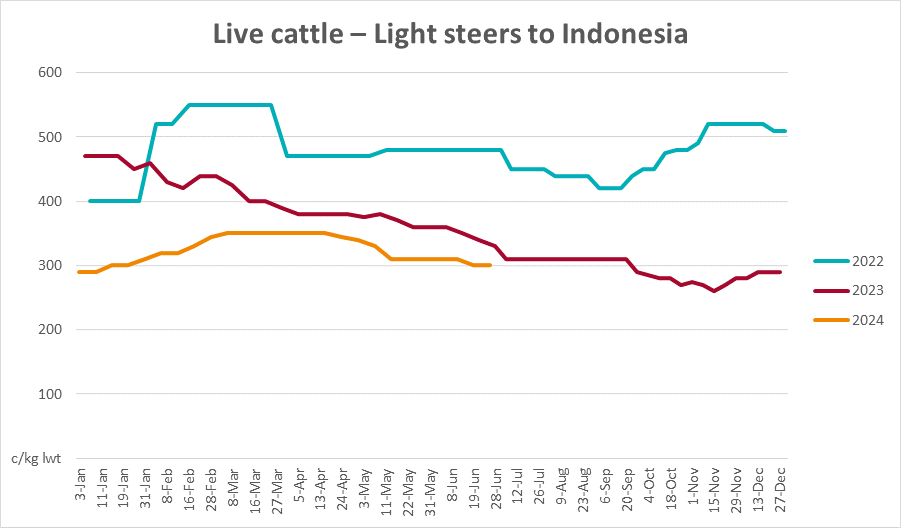 Live cattle – Light steers to Indonesia
600
500
400
300
200
100
c/kg lwt
3-Jan
11-Jan
19-Jan
31-Jan
8-Feb
16-Feb
28-Feb
8-Mar
16-Mar
27-Mar
5-Apr
13-Apr
24-Apr
3-May
11-May
22-May
31-May
8-Jun
19-Jun
28-Jun
12-Jul
26-Jul
9-Aug
23-Aug
6-Sep
20-Sep
4-Oct
18-Oct
1-Nov
15-Nov
29-Nov
13-Dec
27-Dec
2022
2023
2024